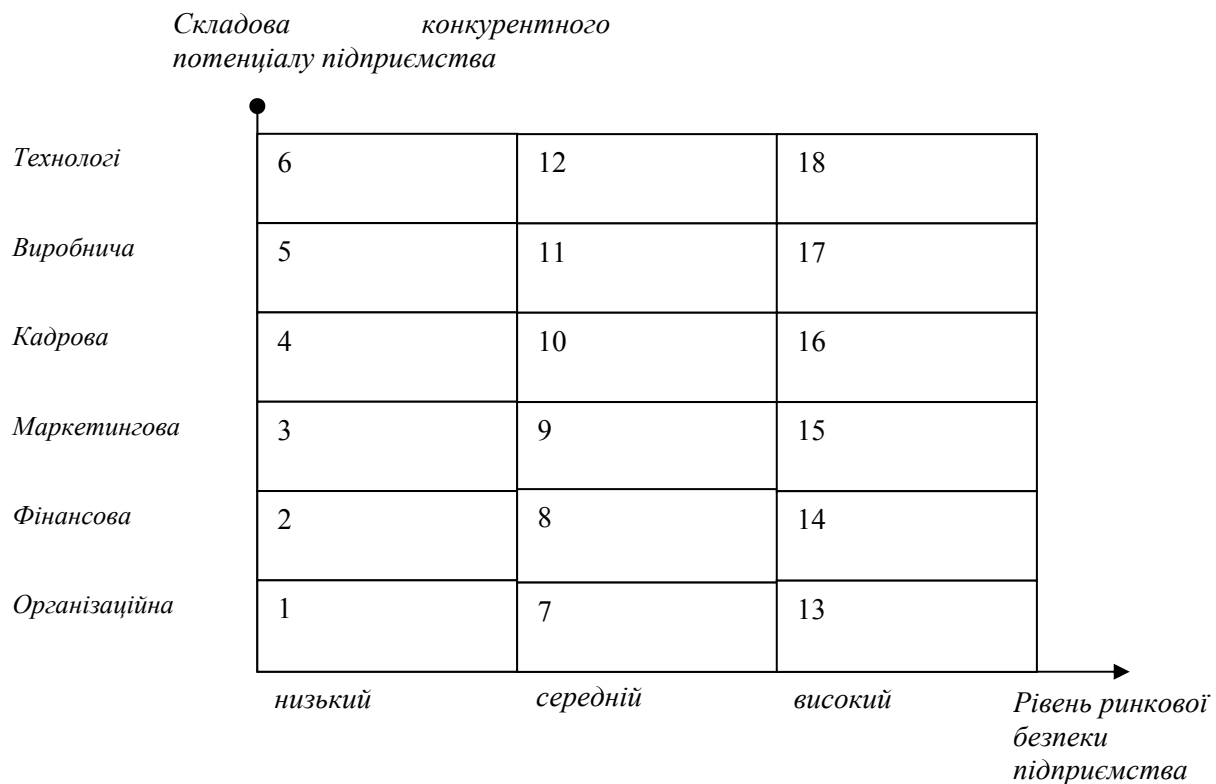 Складова конкурентного
потенціалу підприємства
Технологі 6 12 18
Виробнича 5 11 17
Кадрова 4 10 16
Маркетингова 3 9 15
Фінансова 2 8 14
Організаційна 1 7 13
низький середній високий Рівень ринкової
безпеки
підприємства